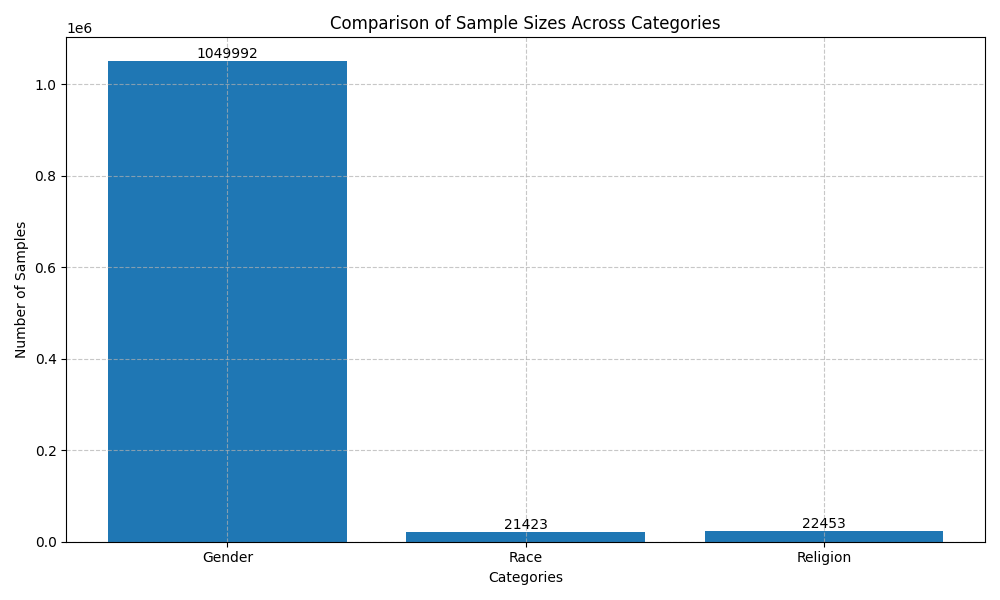 Comparison of Sample Sizes Across Categories
1e6
1049992
1.0
0.8
0.6
0.4
0.2
0.0
Number of Samples
21423
22453
Gender
Race
Religion
Categories